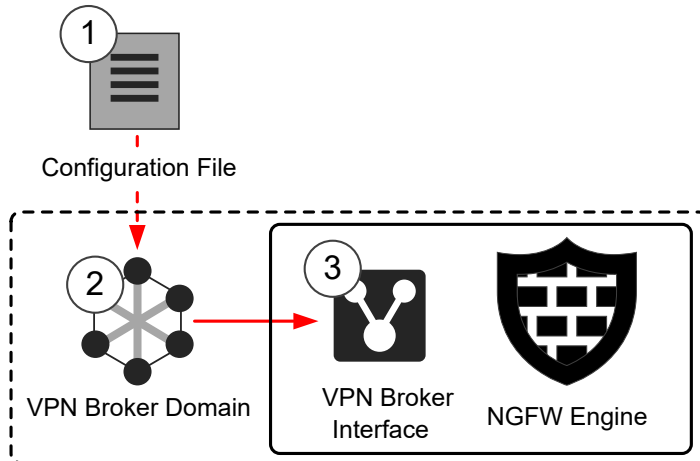 1
Configuration File
2
3
VPN Broker Domain
VPN Broker
Interface
NGFW Engine